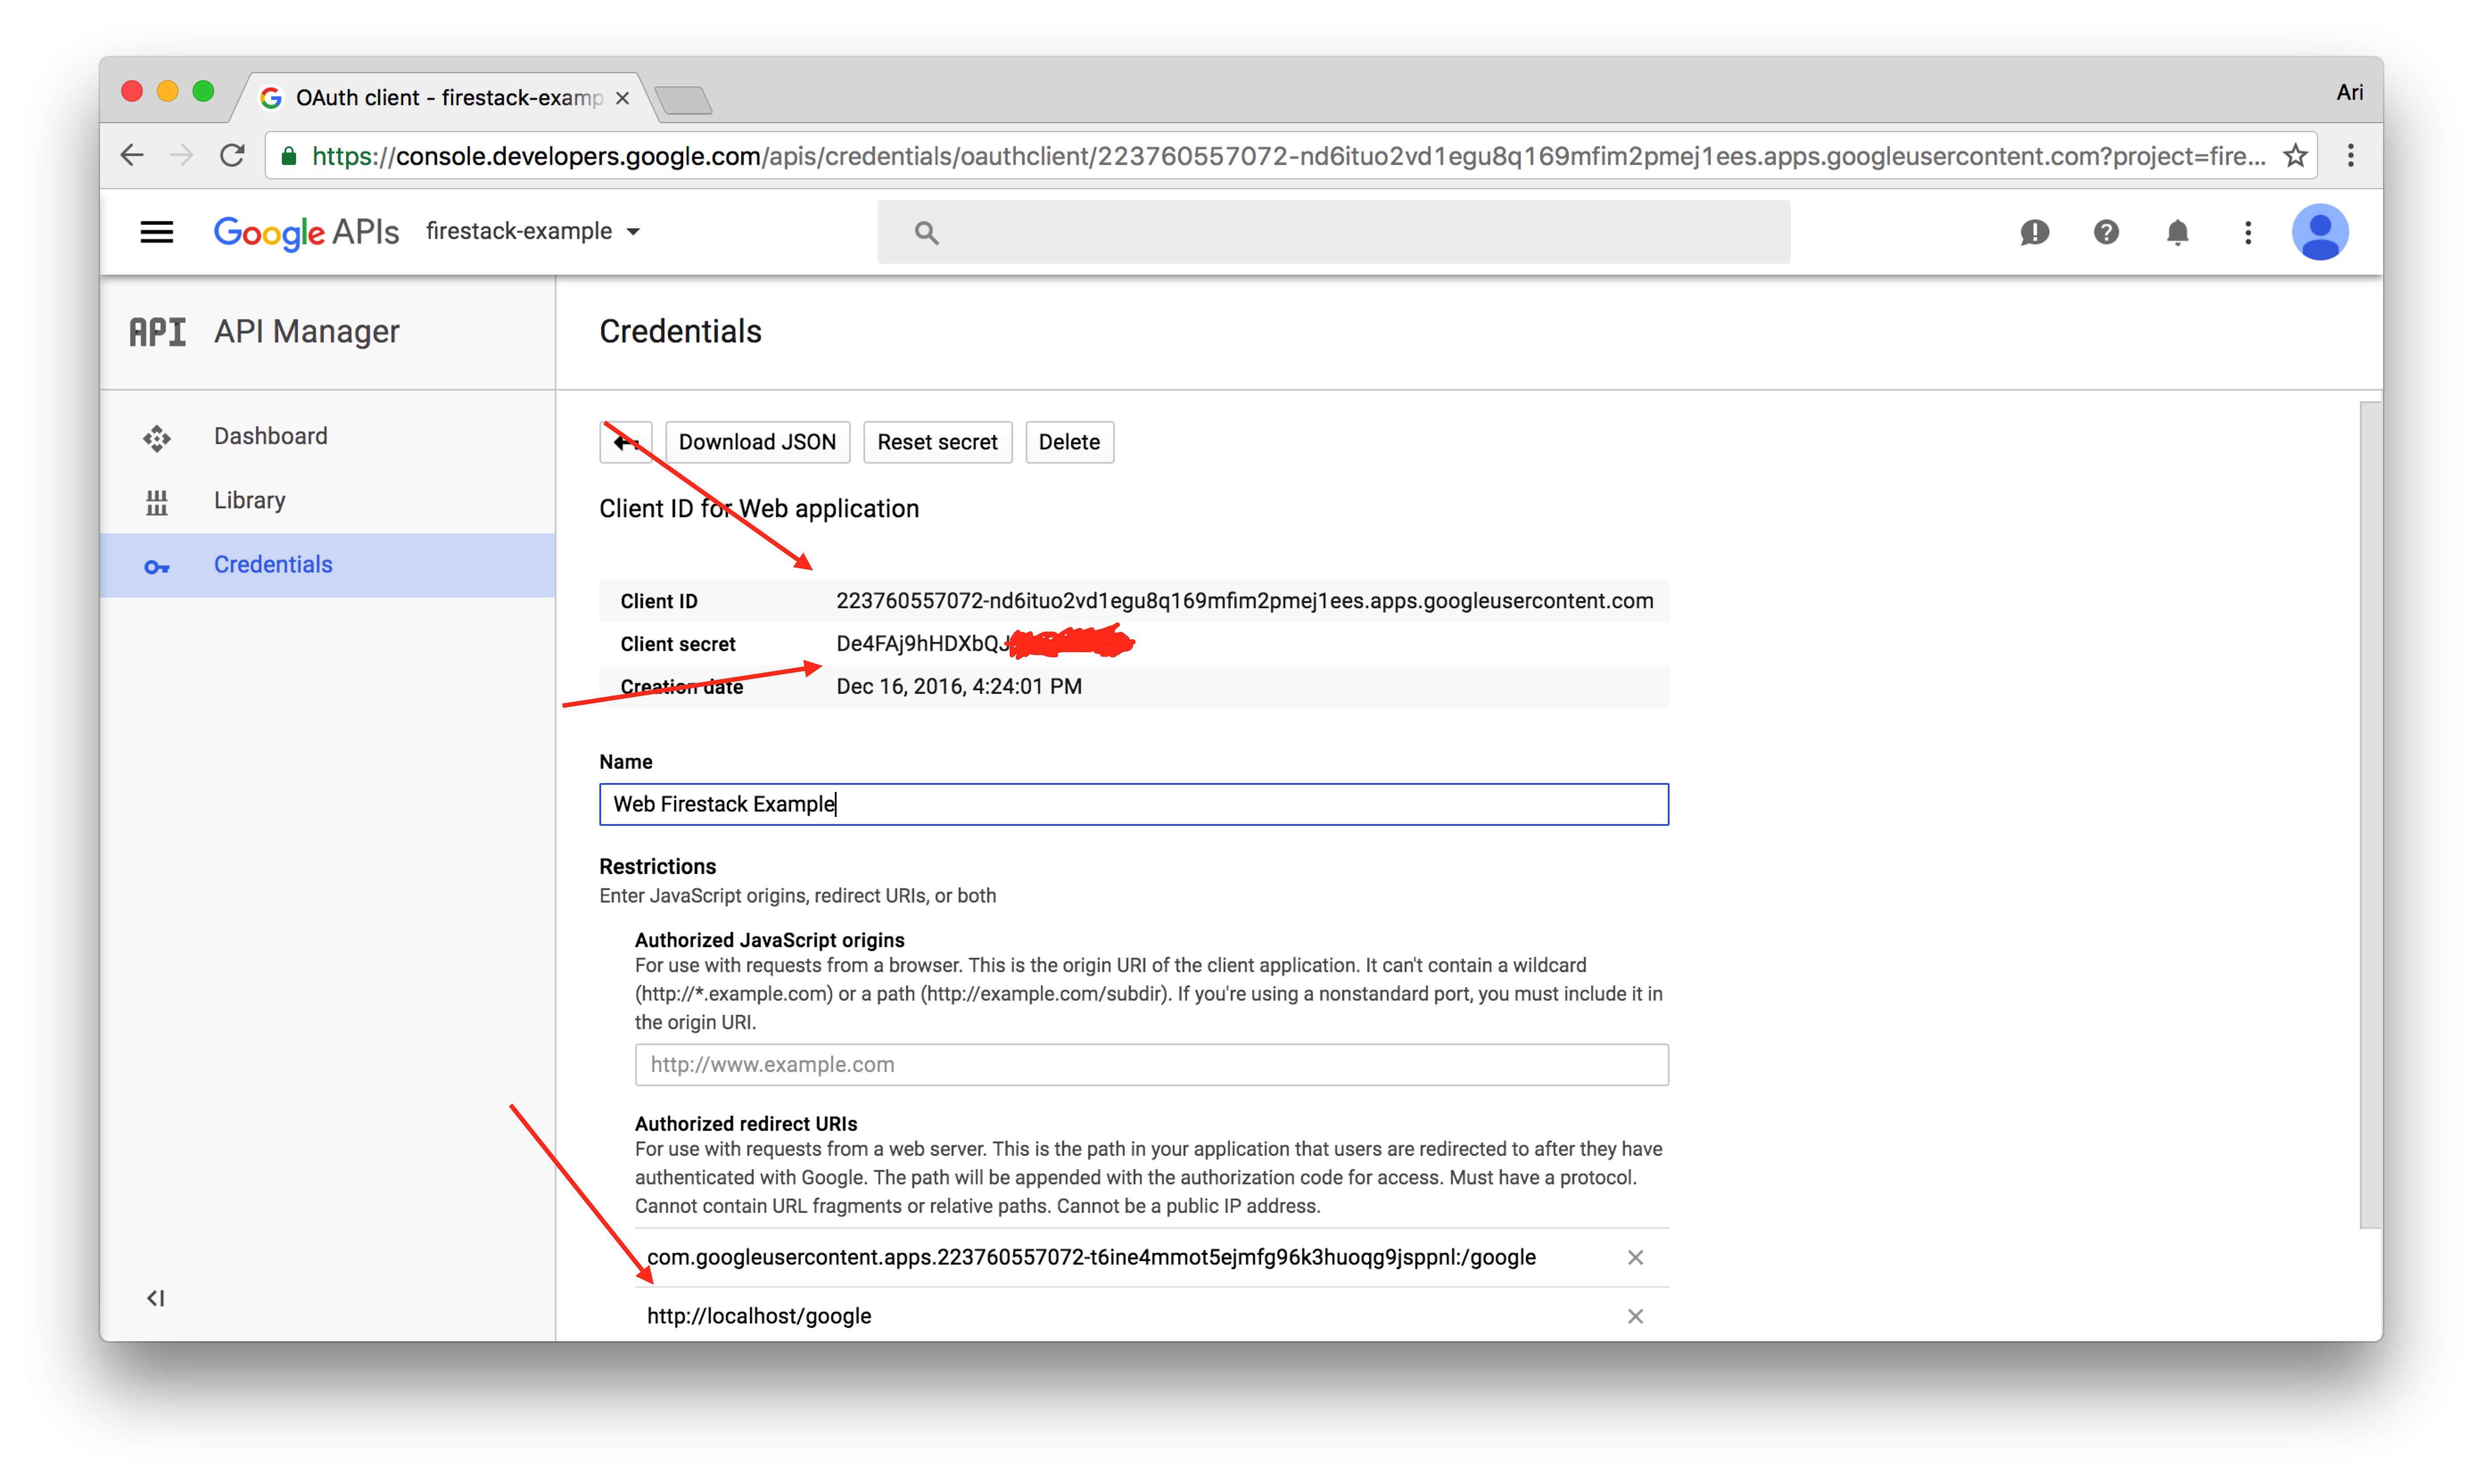 OAuth client - firestack-examp
Ari
https://console.developers.google.com/apis/credentials/oauthclient/223760557072-nd6ituo2vd1egu8q169mfim2pmej1ees.apps.googleusercontent.com?project=fire...
Google APIs firestack-example
API API Manager
Credentials
Dashboard
Library
Credentials
Download JSON Reset secret Delete
Client ID for Web application
Client ID 223760557072-nd6ituo2vd1egu8q169mfim2pmej1ees.apps.googleusercontent.com
Client secret De4FAj9hHDXbQJ
Creation date Dec 16, 2016, 4:24:01 PM
Name
Web Firestack Example
Restrictions
Enter JavaScript origins, redirect URIs, or both
Authorized JavaScript origins
For use with requests from a browser. This is the origin URI of the client application. It can't contain a wildcard
(http://*.example.com) or a path (http://example.com/subdir). If you're using a nonstandard port, you must include it in
the origin URI.
http://www.example.com
Authorized redirect URIs
For use with requests from a web server. This is the path in your application that users are redirected to after they have
authenticated with Google. The path will be appended with the authorization code for access. Must have a protocol.
Cannot contain URL fragments or relative paths. Cannot be a public IP address.
com.googleusercontent.apps.223760557072-t6ine4mmot5ejmfg96k3huoqg9jsppnl:/google
http://localhost/google